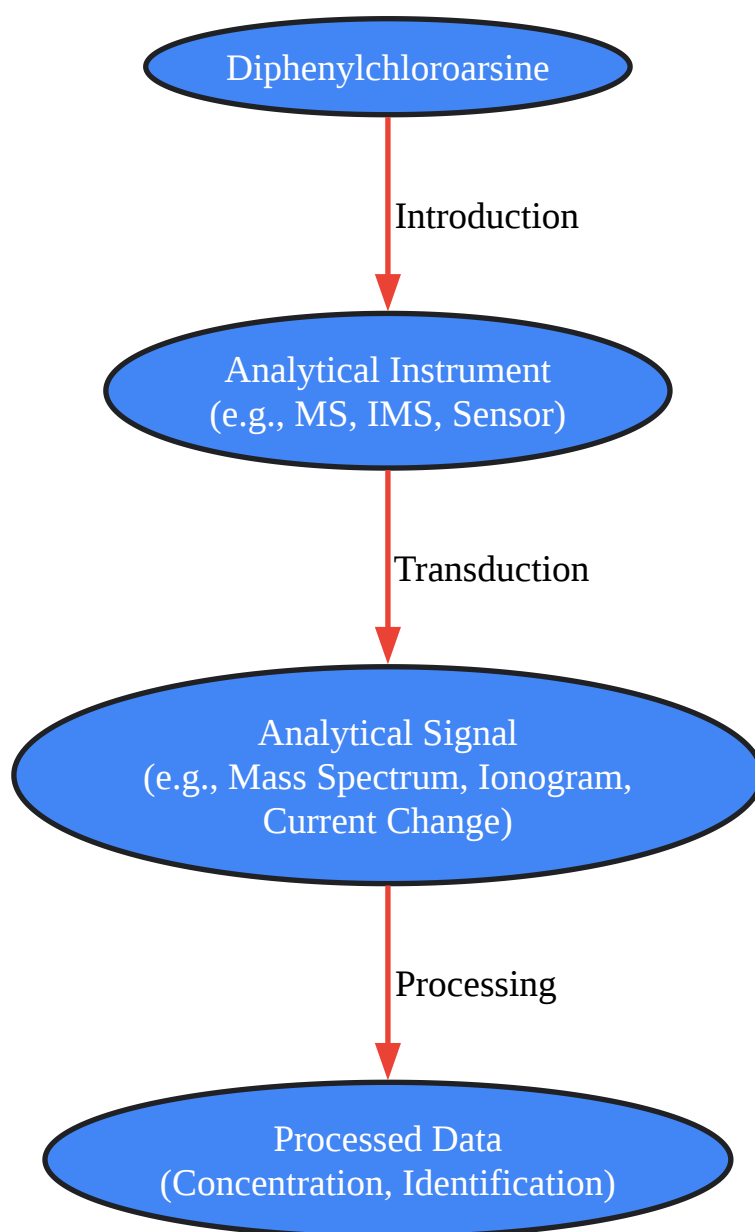 Diphenylchloroarsine
Introduction
Analytical Instrument
(e.g., MS, IMS, Sensor)
Transduction
Analytical Signal
(e.g., Mass Spectrum, Ionogram,
Current Change)
Processing
Processed Data
(Concentration, Identification)